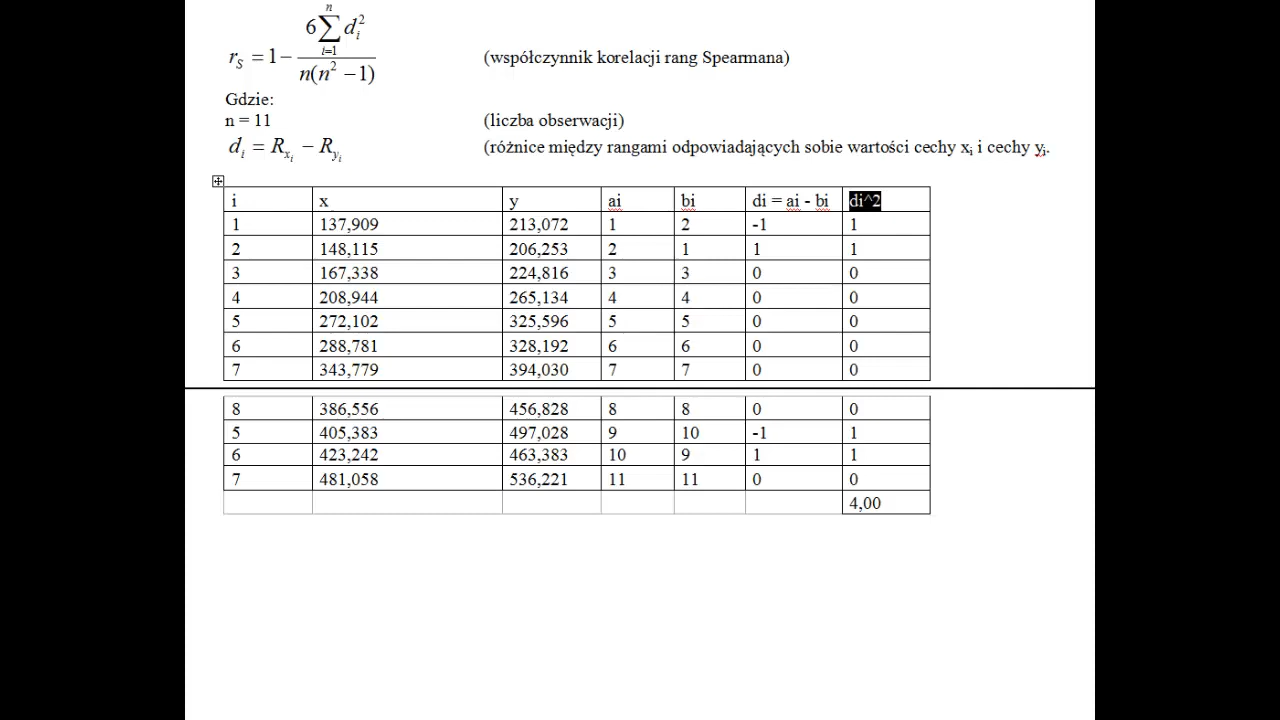 r_S = 1 - \frac{6\sum_{i=1}^{n} d_i^2}{n(n^2 - 1)} (współczynnik korelacji rang Spearmana)
Gdzie:
n = 11 (liczba obserwacji)
d_i = R_{x_i} - R_{y_i} (różnice między rangami odpowiadających sobie wartości cechy x_i i cechy y_i.
i x y ai bi di = ai - bi di^2
1 137,909 213,072 1 2 -1 1
2 148,115 206,253 2 1 1 1
3 167,338 224,816 3 3 0 0
4 208,944 265,134 4 4 0 0
5 272,102 325,596 5 5 0 0
6 288,781 328,192 6 6 0 0
7 343,779 394,030 7 7 0 0
8 386,556 456,828 8 8 0 0
5 405,383 497,028 9 10 -1 1
6 423,242 463,383 10 9 1 1
7 481,058 536,221 11 11 0 0
4,00